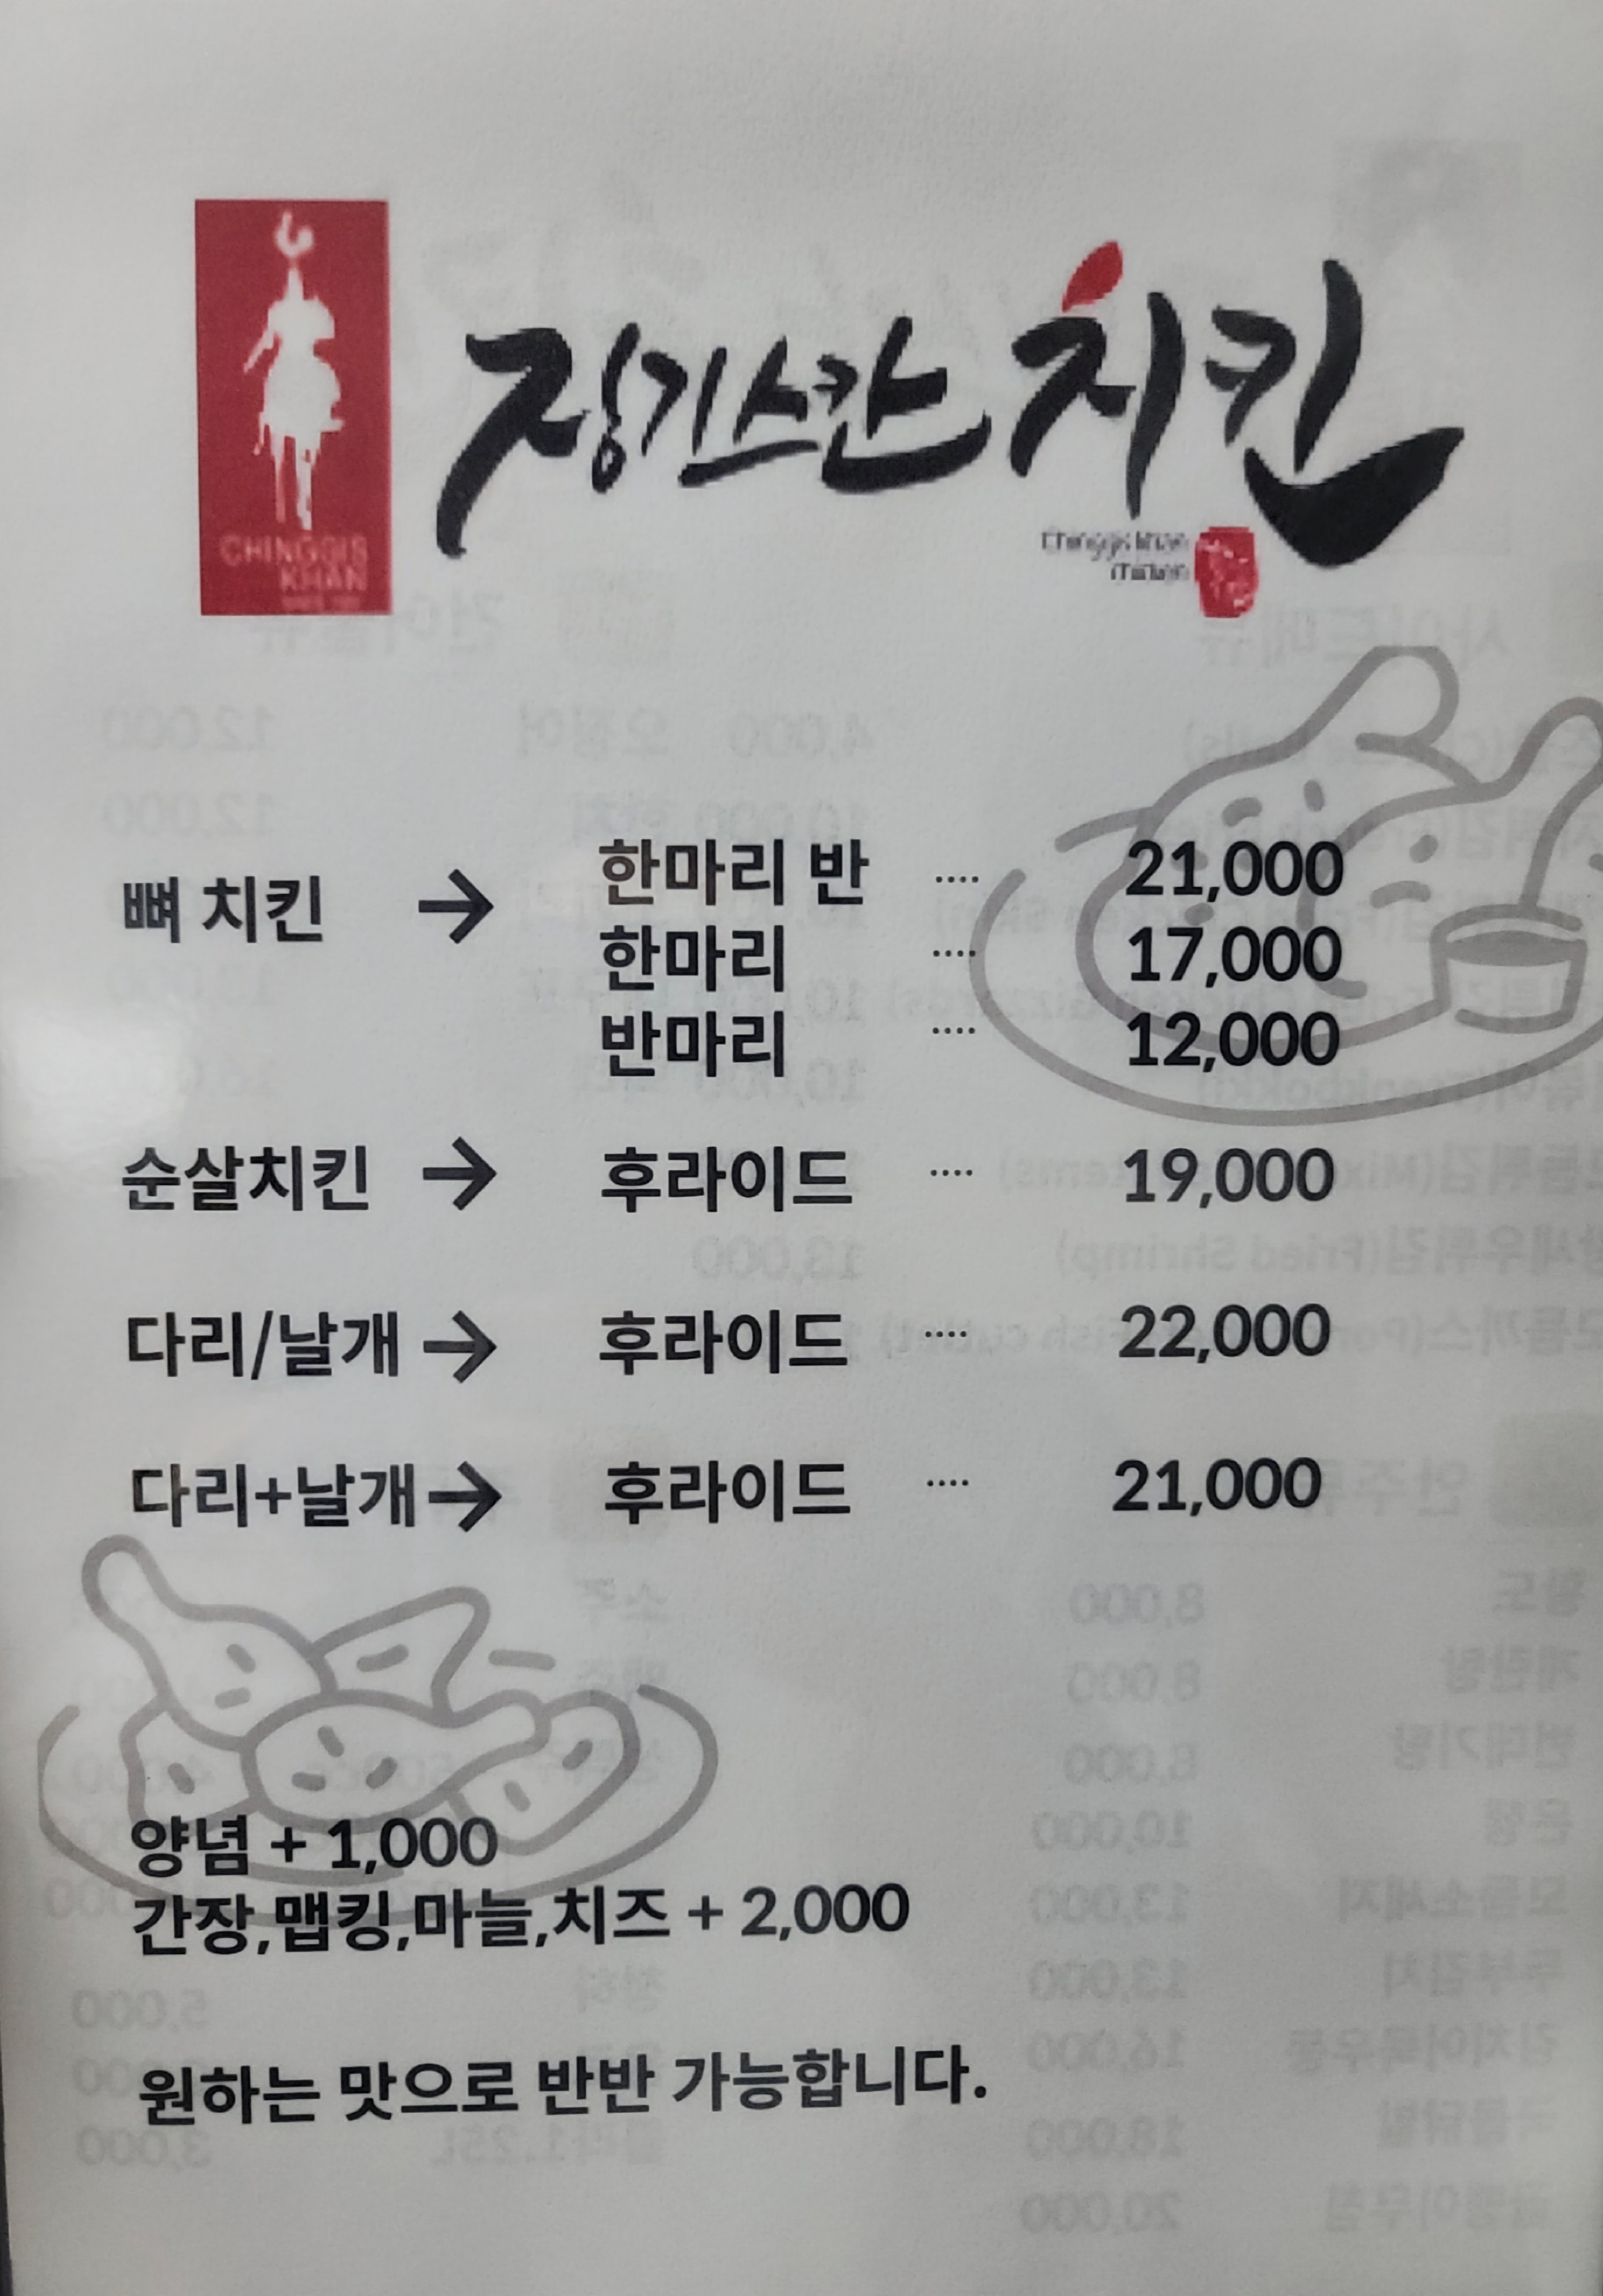 CHINGGIS
KHAN
징기스칸 치킨
Chinggis khan
chicken
뼈 치킨 → 한마리 반 ···· 21,000
한마리 ···· 17,000
반마리 ···· 12,000
순살치킨 → 후라이드 ···· 19,000
다리/날개 → 후라이드 ···· 22,000
다리+날개 → 후라이드 ···· 21,000
양념 + 1,000
간장,맵킹,마늘,치즈 + 2,000
원하는 맛으로 반반 가능합니다.